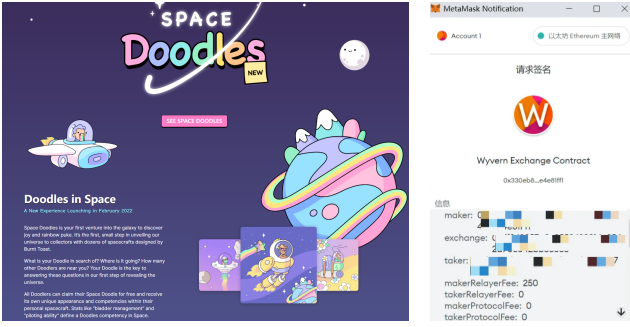 SPACE
Doodles
NEW
SEE SPACE DOODLES
Doodles in Space
A New Experience Launching in February 2022
Space Doodles is your first venture into the galaxy to discover
joy and rainbow puke. It's the first, small step in unveiling our
universe to collectors with dozens of spacecrafts designed by
Burnt Toast.
What is your Doodle in search of? Where is it going? How many
other Doodles are near you? Your Doodle is the key to
answering these questions in our first step of revealing the
universe.
All Doodles can claim their Space Doodle for free and receive
its own unique appearance and competencies within their
personal spacecraft. Stats like "bladder management" and
"piloting ability" define a Doodles competency in Space.
MetaMask Notification
Account 1
以太坊 Ethereum 主网络
请求签名
W
Wyvern Exchange Contract
0x330eb8...e4e81ff1
信息
maker:
exchange:
taker:
7
makerRelayerFee: 250
takerRelayerFee: 0
makerProtocolFee: 0
takerProtocolFee: 0